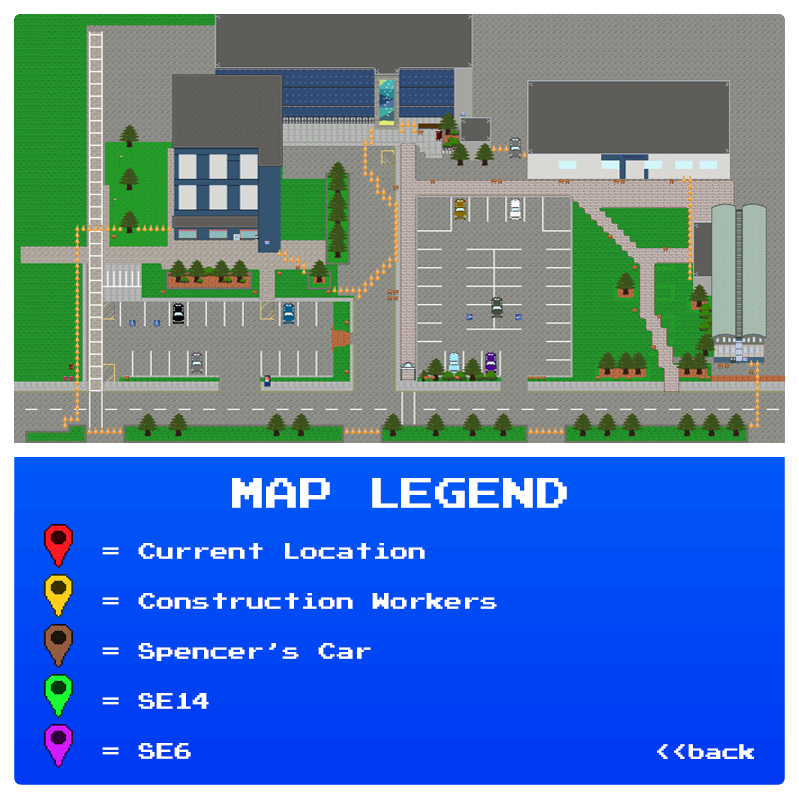 MAP LEGEND
= Current Location
= Construction Workers
= Spencer's Car
= SE14
= SE6
<<back